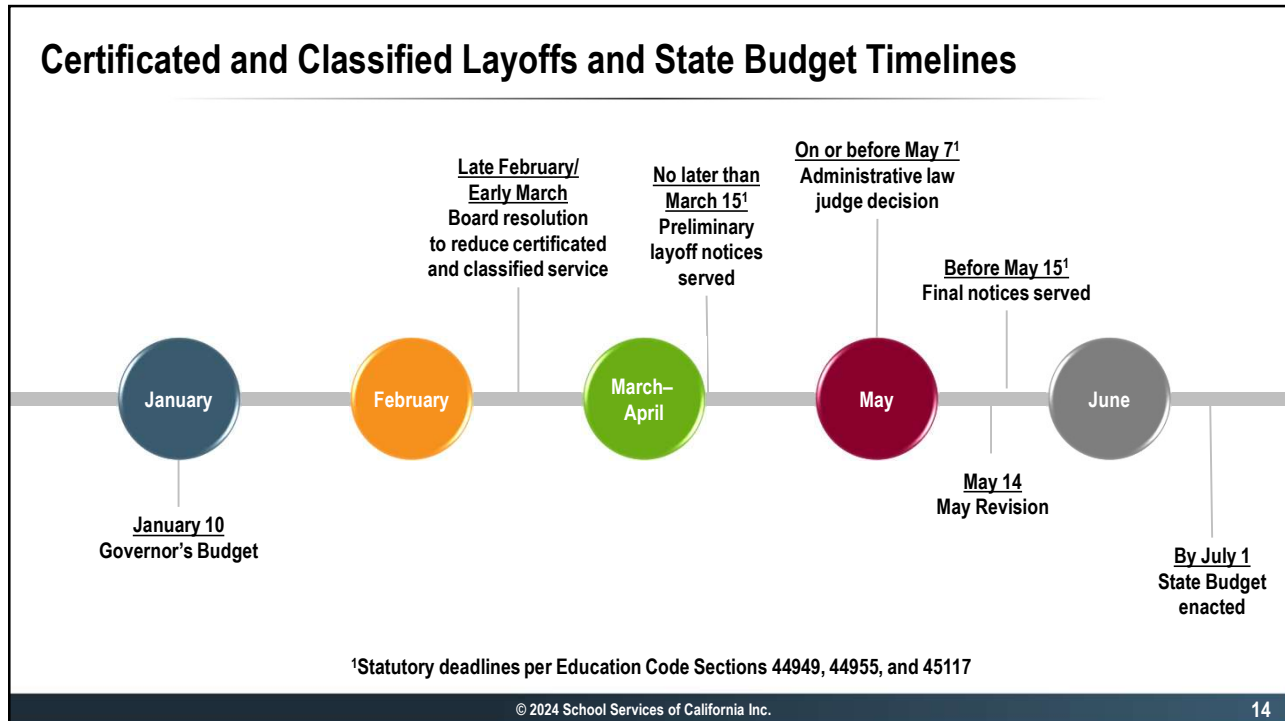 Certificated and Classified Layoffs and State Budget Timelines
Late February/
Early March
Board resolution
to reduce certificated
and classified service
No later than
March 15¹
Preliminary
layoff notices
served
On or before May 7¹
Administrative law
judge decision
Before May 15¹
Final notices served
January
February
March–
April
May
June
January 10
Governor's Budget
May 14
May Revision
By July 1
State Budget
enacted
¹Statutory deadlines per Education Code Sections 44949, 44955, and 45117
© 2024 School Services of California Inc.
14